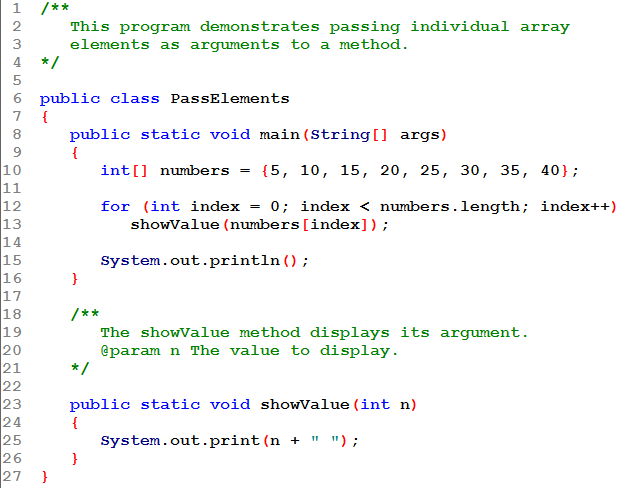 1 /**
2    This program demonstrates passing individual array
3    elements as arguments to a method.
4 */
5
6 public class PassElements
7 {
8    public static void main(String[] args)
9    {
10       int[] numbers = {5, 10, 15, 20, 25, 30, 35, 40};
11
12       for (int index = 0; index < numbers.length; index++)
13          showValue(numbers[index]);
14
15       System.out.println();
16    }
17
18    /**
19       The showValue method displays its argument.
20       @param n The value to display.
21    */
22
23    public static void showValue(int n)
24    {
25       System.out.print(n + " ");
26    }
27 }